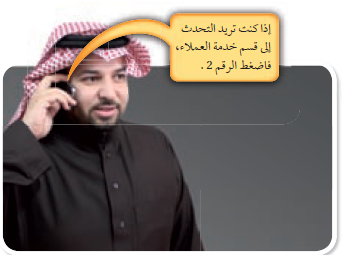 إذا كنت تريد التحدث
إلى قسم خدمة العملاء،
فاضغط الرقم 2 .